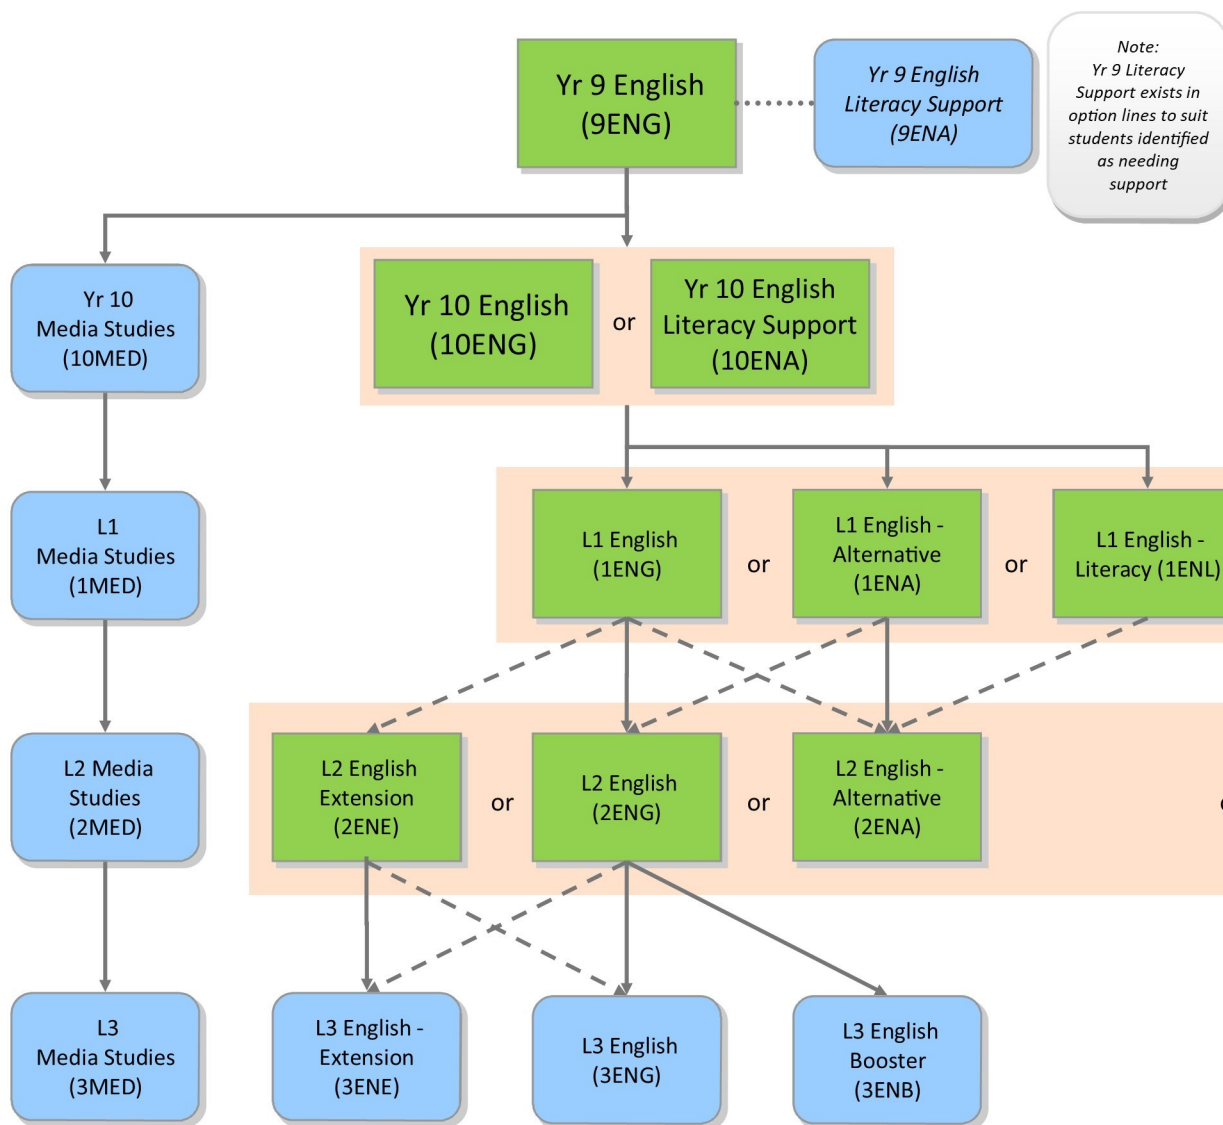 Yr 9 English
(9ENG)
Yr 9 English
Literacy Support
(9ENA)
Note:
Yr 9 Literacy
Support exists in
option lines to suit
students identified
as needing
support
Yr 10
Media Studies
(10MED)
Yr 10 English
(10ENG)
or
Yr 10 English
Literacy Support
(10ENA)
L1
Media Studies
(1MED)
L1 English
(1ENG)
or
L1 English -
Alternative
(1ENA)
or
L1 English -
Literacy (1ENL)
L2 Media
Studies
(2MED)
L2 English
Extension
(2ENE)
or
L2 English
(2ENG)
or
L2 English -
Alternative
(2ENA)
L3
Media Studies
(3MED)
L3 English -
Extension
(3ENE)
L3 English
(3ENG)
L3 English
Booster
(3ENB)